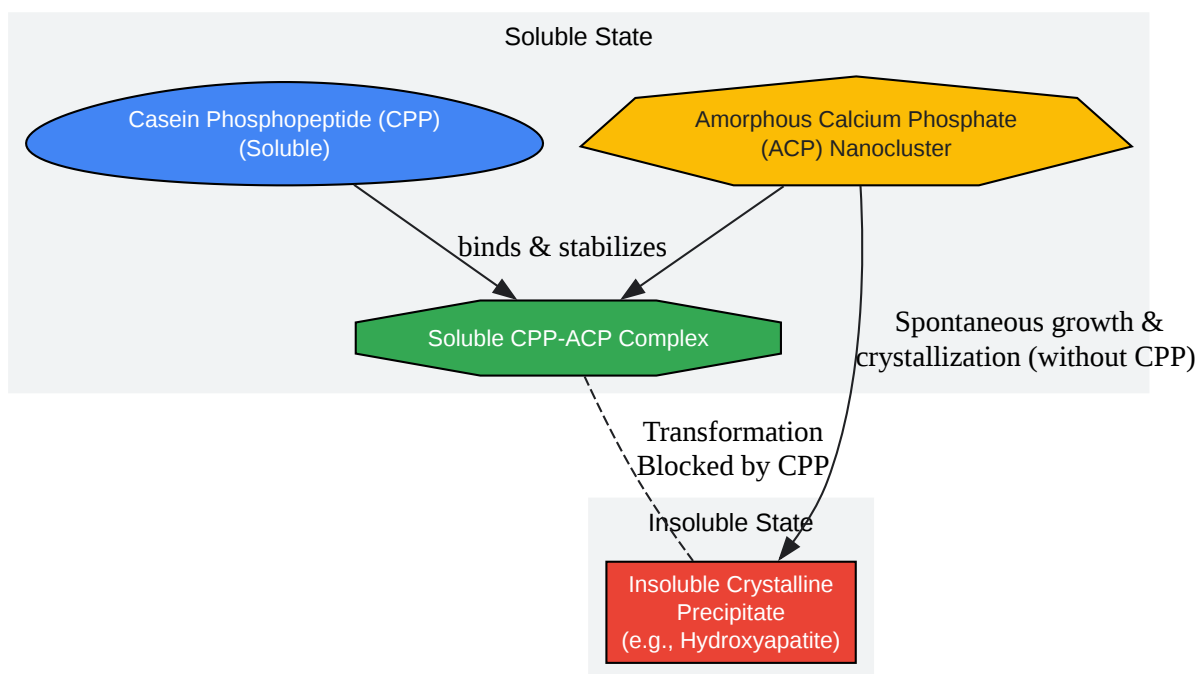 Soluble State
Casein Phosphopeptide (CPP)
(Soluble)
Amorphous Calcium Phosphate
(ACP) Nanocluster
binds & stabilizes
Soluble CPP-ACP Complex
Spontaneous growth &
crystallization (without CPP)
Transformation
Blocked by CPP
Insoluble State
Insoluble Crystalline
Precipitate
(e.g., Hydroxyapatite)